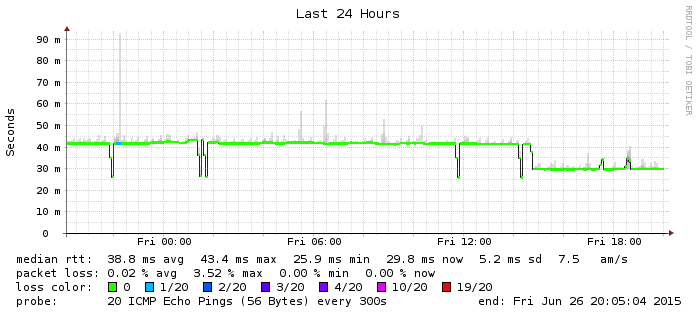 Last 24 Hours
RRDTOOL / TOBI OETIKER
Seconds
90 m
80 m
70 m
60 m
50 m
40 m
30 m
20 m
10 m
0
Fri 00:00 Fri 06:00 Fri 12:00 Fri 18:00
median rtt: 38.8 ms avg 43.4 ms max 25.9 ms min 29.8 ms now 5.2 ms sd 7.5 am/s
packet loss: 0.02 % avg 3.52 % max 0.00 % min 0.00 % now
loss color: 0 1/20 2/20 3/20 4/20 10/20 19/20
probe: 20 ICMP Echo Pings (56 Bytes) every 300s end: Fri Jun 26 20:05:04 2015